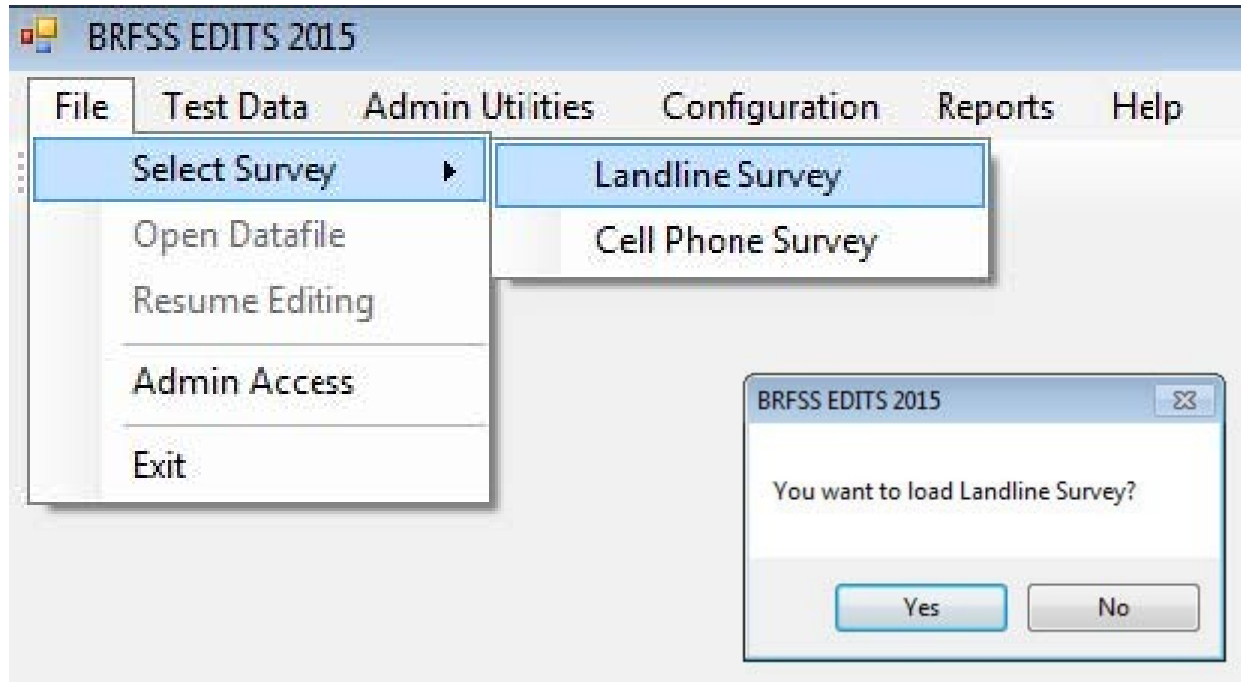 BRFSS EDITS 2015
File Test Data Admin Utilities Configuration Reports Help
Select Survey
Landline Survey
Open Datafile
Cell Phone Survey
Resume Editing
Admin Access
Exit
BRFSS EDITS 2015
You want to load Landline Survey?
Yes No